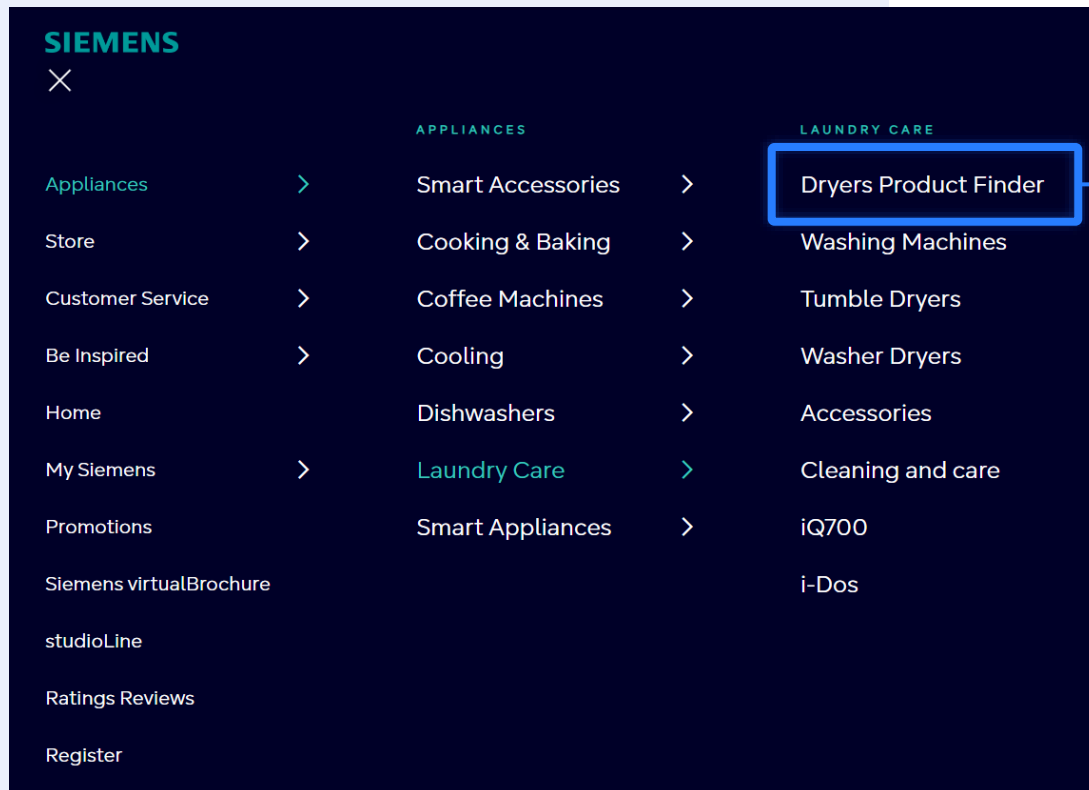 SIEMENS
Appliances
Store
Customer Service
Be Inspired
Home
My Siemens
Promotions
Siemens virtualBrochure
studioLine
Ratings Reviews
Register
APPLIANCES
Smart Accessories
Cooking & Baking
Coffee Machines
Cooling
Dishwashers
Laundry Care
Smart Appliances
LAUNDRY CARE
Dryers Product Finder
Washing Machines
Tumble Dryers
Washer Dryers
Accessories
Cleaning and care
iQ700
i-Dos